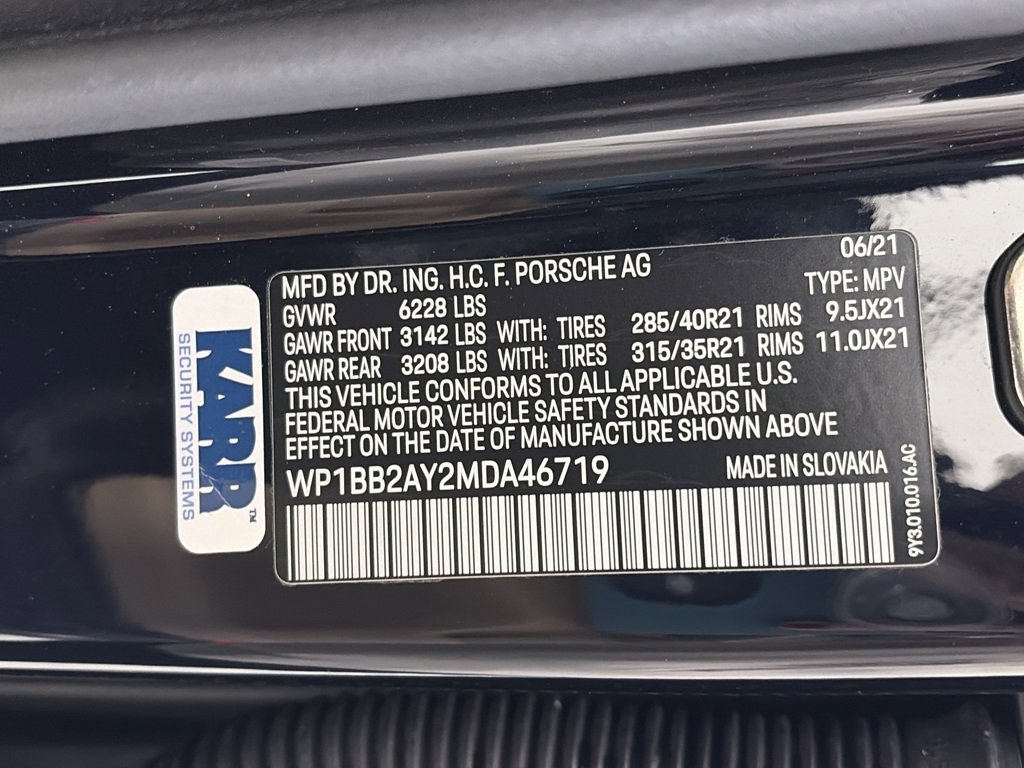 06/21
MFD BY DR. ING. H.C. F. PORSCHE AG
TYPE: MPV
GVWR 6228 LBS
GAWR FRONT 3142 LBS WITH: TIRES 285/40R21 RIMS 9.5JX21
GAWR REAR 3208 LBS WITH: TIRES 315/35R21 RIMS 11.0JX21
THIS VEHICLE CONFORMS TO ALL APPLICABLE U.S.
FEDERAL MOTOR VEHICLE SAFETY STANDARDS IN
EFFECT ON THE DATE OF MANUFACTURE SHOWN ABOVE
WP1BB2AY2MDA46719 MADE IN SLOVAKIA
9Y3.010.016.AC
KARR™
SECURITY SYSTEMS